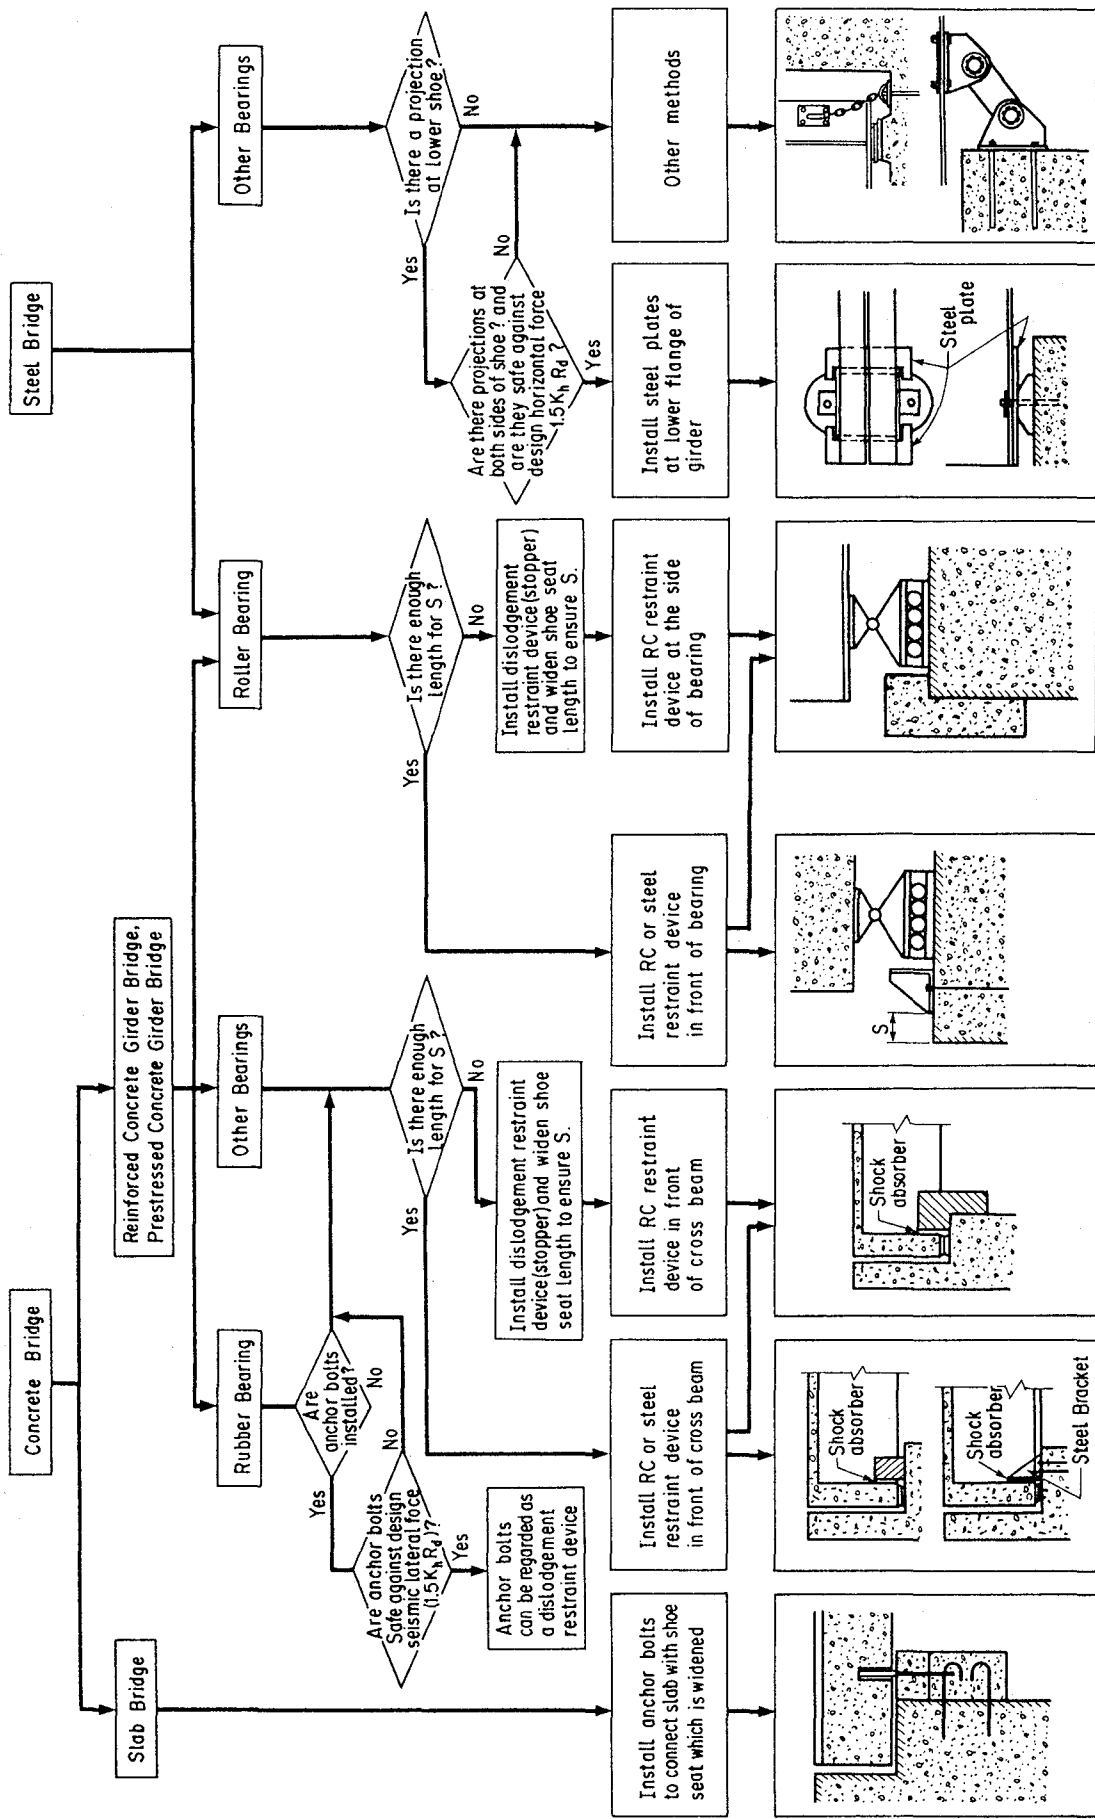 Concrete Bridge
Steel Bridge
Slab Bridge
Reinforced Concrete Girder Bridge,
Prestressed Concrete Girder Bridge
Rubber Bearing
Other Bearings
Roller Bearing
Other Bearings
Are
anchor bolts
installed?
Yes
No
Are anchor bolts
Safe against design
seismic lateral face
(1.5 KₕR_d)?
No
Yes
Anchor bolts
can be regarded as
a dislodgement
restraint device
Is there enough
length for S ?
Yes
No
Install dislodgement restraint
device(stopper)and widen shoe
seat length to ensure S.
Is there enough
length for S ?
Yes
No
Install dislodgement
restraint device(stopper)
and widen shoe seat
length to ensure S.
Is there a projection
at lower shoe ?
Yes
No
Are there projections at
both sides of shoe ? and
are they safe against
design horizontal force
1.5 Kₕ R_d ?
No
Yes
Install anchor bolts
to connect slab with shoe
seat which is widened
Install RC or steel
restraint device
in front of cross beam
Install RC restraint
device in front
of cross beam
Install RC or steel
restraint device
in front of bearing
Install RC restraint
device at the side
of bearing
Install steel plates
at lower flange of
girder
Other methods
Shock
absorber
Shock
absorber
Steel Bracket
Shock
absorber
S
Steel
plate